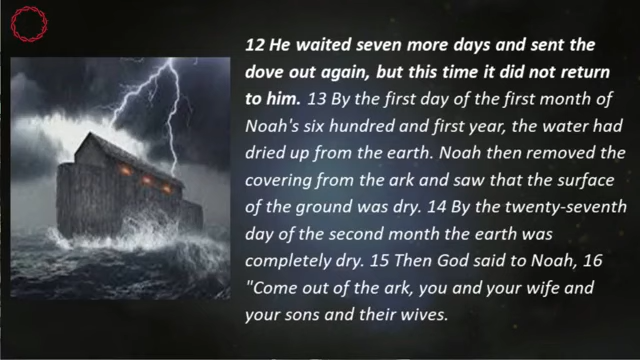 12 He waited seven more days and sent the
dove out again, but this time it did not return
to him. 13 By the first day of the first month of
Noah's six hundred and first year, the water had
dried up from the earth. Noah then removed the
covering from the ark and saw that the surface
of the ground was dry. 14 By the twenty-seventh
day of the second month the earth was
completely dry. 15 Then God said to Noah, 16
"Come out of the ark, you and your wife and
your sons and their wives.